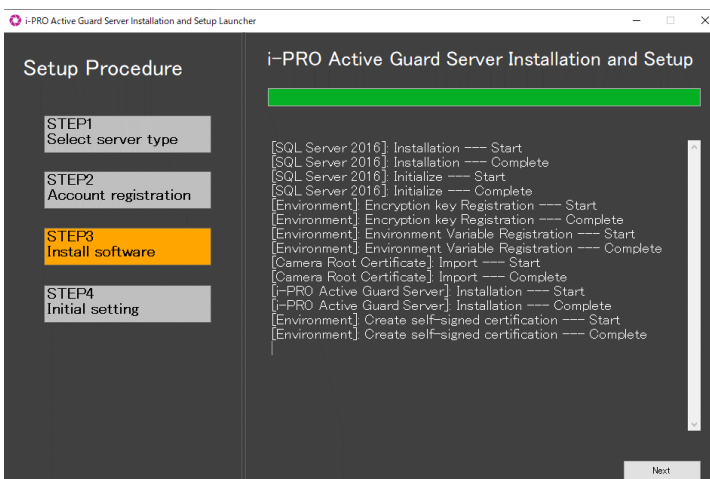 i-PRO Active Guard Server Installation and Setup Launcher
Setup Procedure
STEP1
Select server type
STEP2
Account registration
STEP3
Install software
STEP4
Initial setting
i-PRO Active Guard Server Installation and Setup
[SQL Server 2016]: Installation --- Start
[SQL Server 2016]: Installation --- Complete
[SQL Server 2016]: Initialize --- Start
[SQL Server 2016]: Initialize --- Complete
[Environment]: Encryption key Registration --- Start
[Environment]: Encryption key Registration --- Complete
[Environment]: Environment Variable Registration --- Start
[Environment]: Environment Variable Registration --- Complete
[Camera Root Certificate]: Import --- Start
[Camera Root Certificate]: Import --- Complete
[i-PRO Active Guard Server]: Installation --- Start
[i-PRO Active Guard Server]: Installation --- Complete
[Environment]: Create self-signed certification --- Start
[Environment]: Create self-signed certification --- Complete
Next